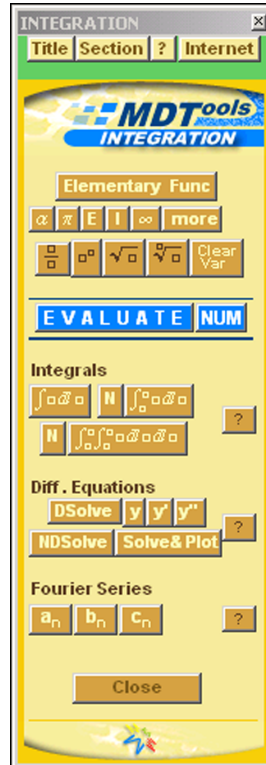 INTEGRATION ×
Title Section ? Internet
MDTools
INTEGRATION
Elementary Func
α π E I ∞ more
▫/▫ ▫▫ √▫ ▫√▫ Clear Var
EVALUATE NUM
Integrals
∫▫d▫ N ∫▫▫▫d▫
?
N ∫▫▫∫▫▫▫d▫d▫
Diff. Equations
DSolve y y' y"
?
NDSolve Solve&Plot
Fourier Series
an bn cn ?
Close